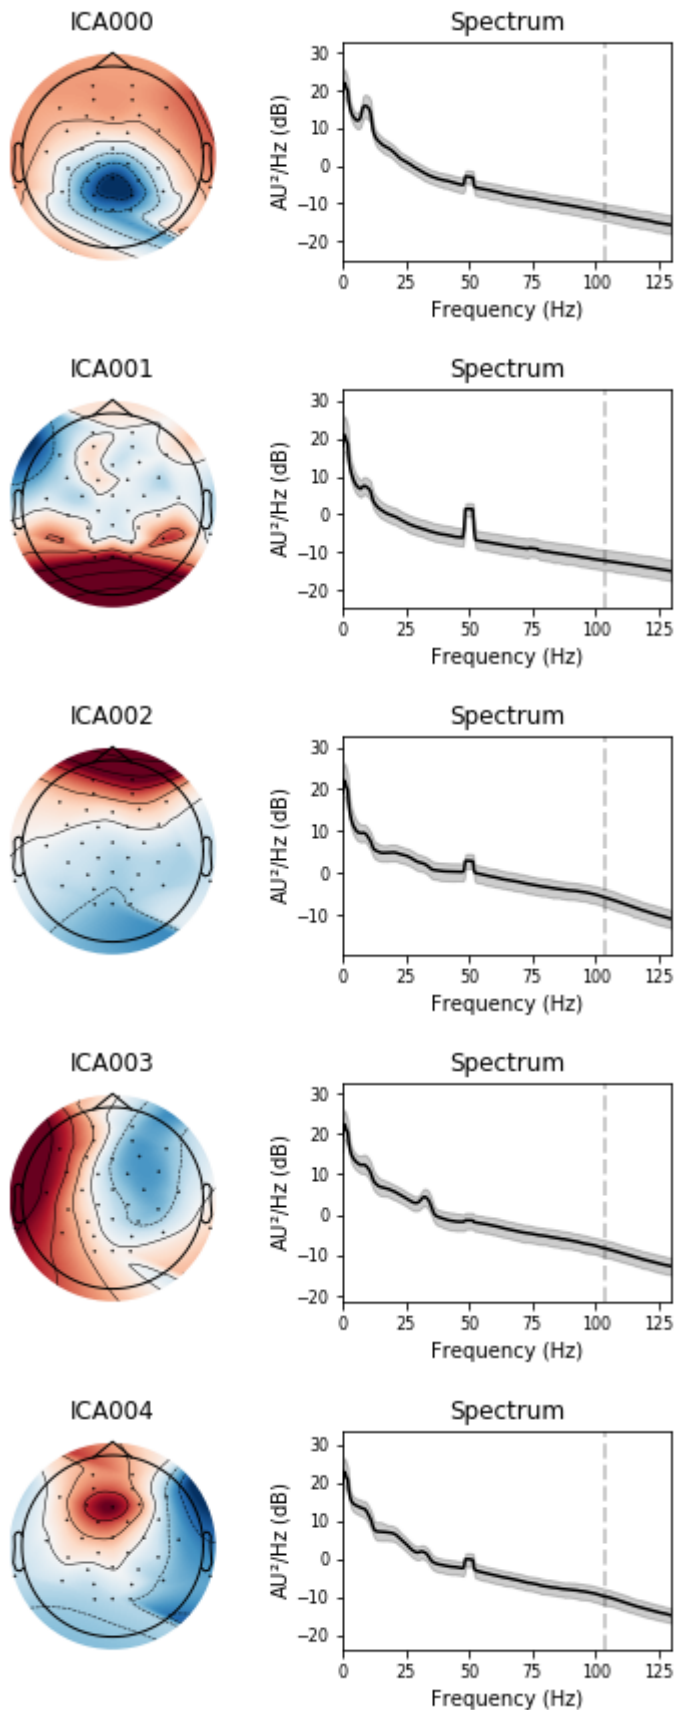 ICA000 Spectrum
30
20
10
0
−10
−20
AU²/Hz (dB)
0 25 50 75 100 125
Frequency (Hz)
ICA001 Spectrum
30
20
10
0
−10
−20
AU²/Hz (dB)
0 25 50 75 100 125
Frequency (Hz)
ICA002 Spectrum
30
20
10
0
−10
AU²/Hz (dB)
0 25 50 75 100 125
Frequency (Hz)
ICA003 Spectrum
30
20
10
0
−10
−20
AU²/Hz (dB)
0 25 50 75 100 125
Frequency (Hz)
ICA004 Spectrum
30
20
10
0
−10
−20
AU²/Hz (dB)
0 25 50 75 100 125
Frequency (Hz)